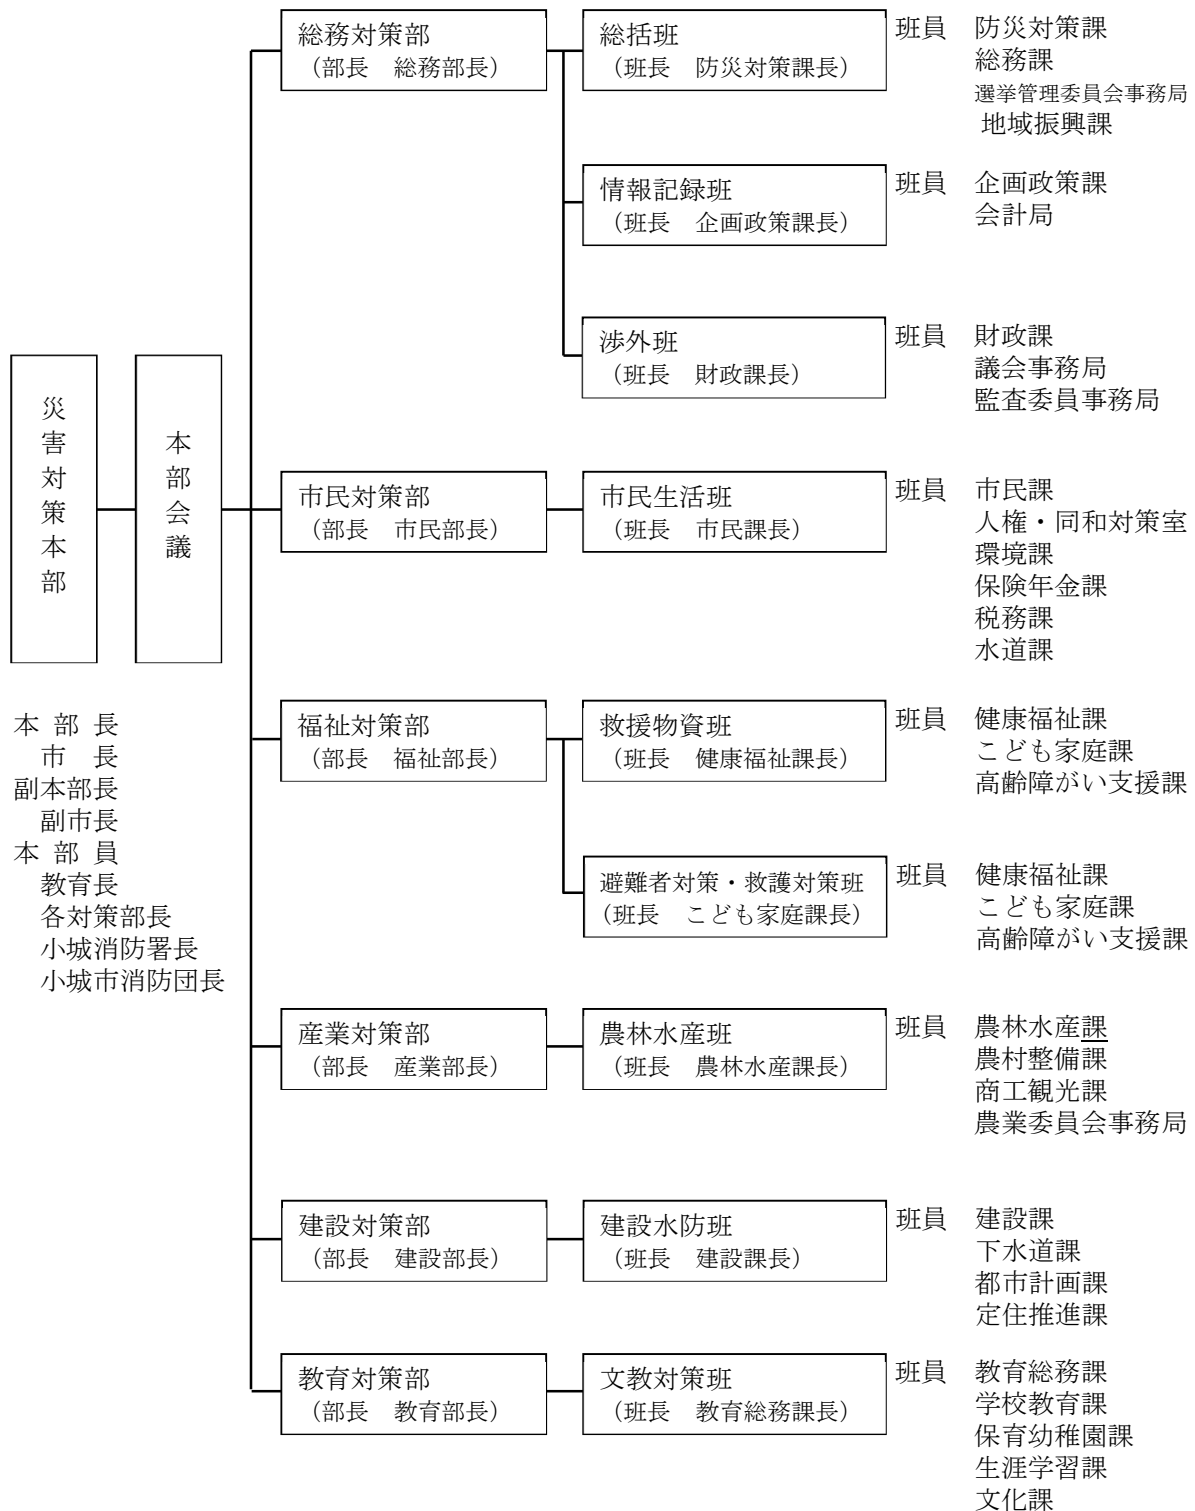 災害対策本部
本部会議
本部長
市長
副本部長
副市長
本部員
教育長
各対策部長
小城消防署長
小城市消防団長
総務対策部
(部長 総務部長)
総括班
(班長 防災対策課長)
班員 防災対策課
総務課
選挙管理委員会事務局
地域振興課
情報記録班
(班長 企画政策課長)
班員 企画政策課
会計局
渉外班
(班長 財政課長)
班員 財政課
議会事務局
監査委員事務局
市民対策部
(部長 市民部長)
市民生活班
(班長 市民課長)
班員 市民課
人権・同和対策室
環境課
保険年金課
税務課
水道課
福祉対策部
(部長 福祉部長)
救援物資班
(班長 健康福祉課長)
班員 健康福祉課
こども家庭課
高齢障がい支援課
避難者対策・救護対策班
(班長 こども家庭課長)
班員 健康福祉課
こども家庭課
高齢障がい支援課
産業対策部
(部長 産業部長)
農林水産班
(班長 農林水産課長)
班員 農林水産課
農村整備課
商工観光課
農業委員会事務局
建設対策部
(部長 建設部長)
建設水防班
(班長 建設課長)
班員 建設課
下水道課
都市計画課
定住推進課
教育対策部
(部長 教育部長)
文教対策班
(班長 教育総務課長)
班員 教育総務課
学校教育課
保育幼稚園課
生涯学習課
文化課